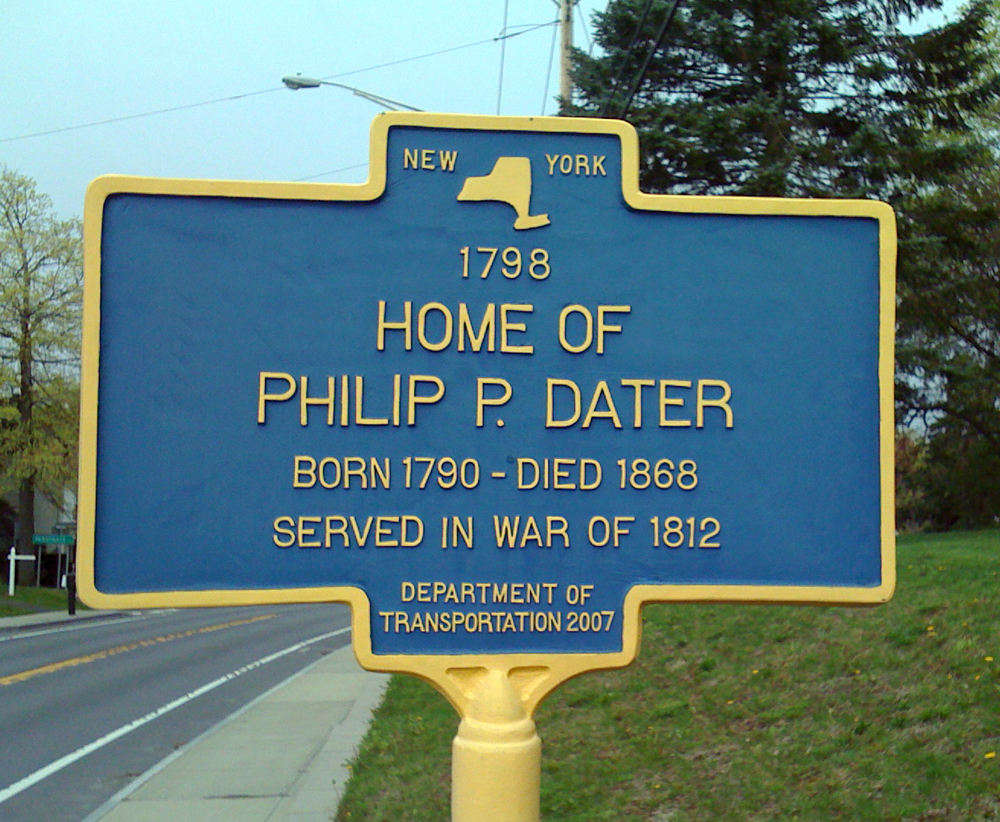 NEW YORK
1798
HOME OF
PHILIP P. DATER
BORN 1790 – DIED 1868
SERVED IN WAR OF 1812
DEPARTMENT OF
TRANSPORTATION 2007